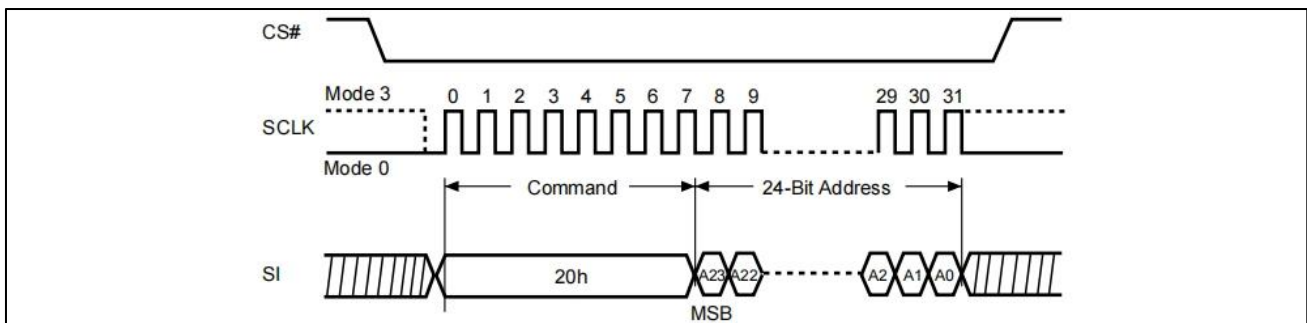 CS#
Mode 3 0 1 2 3 4 5 6 7 8 9 29 30 31
SCLK
Mode 0
Command 24-Bit Address
SI 20h A23 A22 A2 A1 A0
MSB